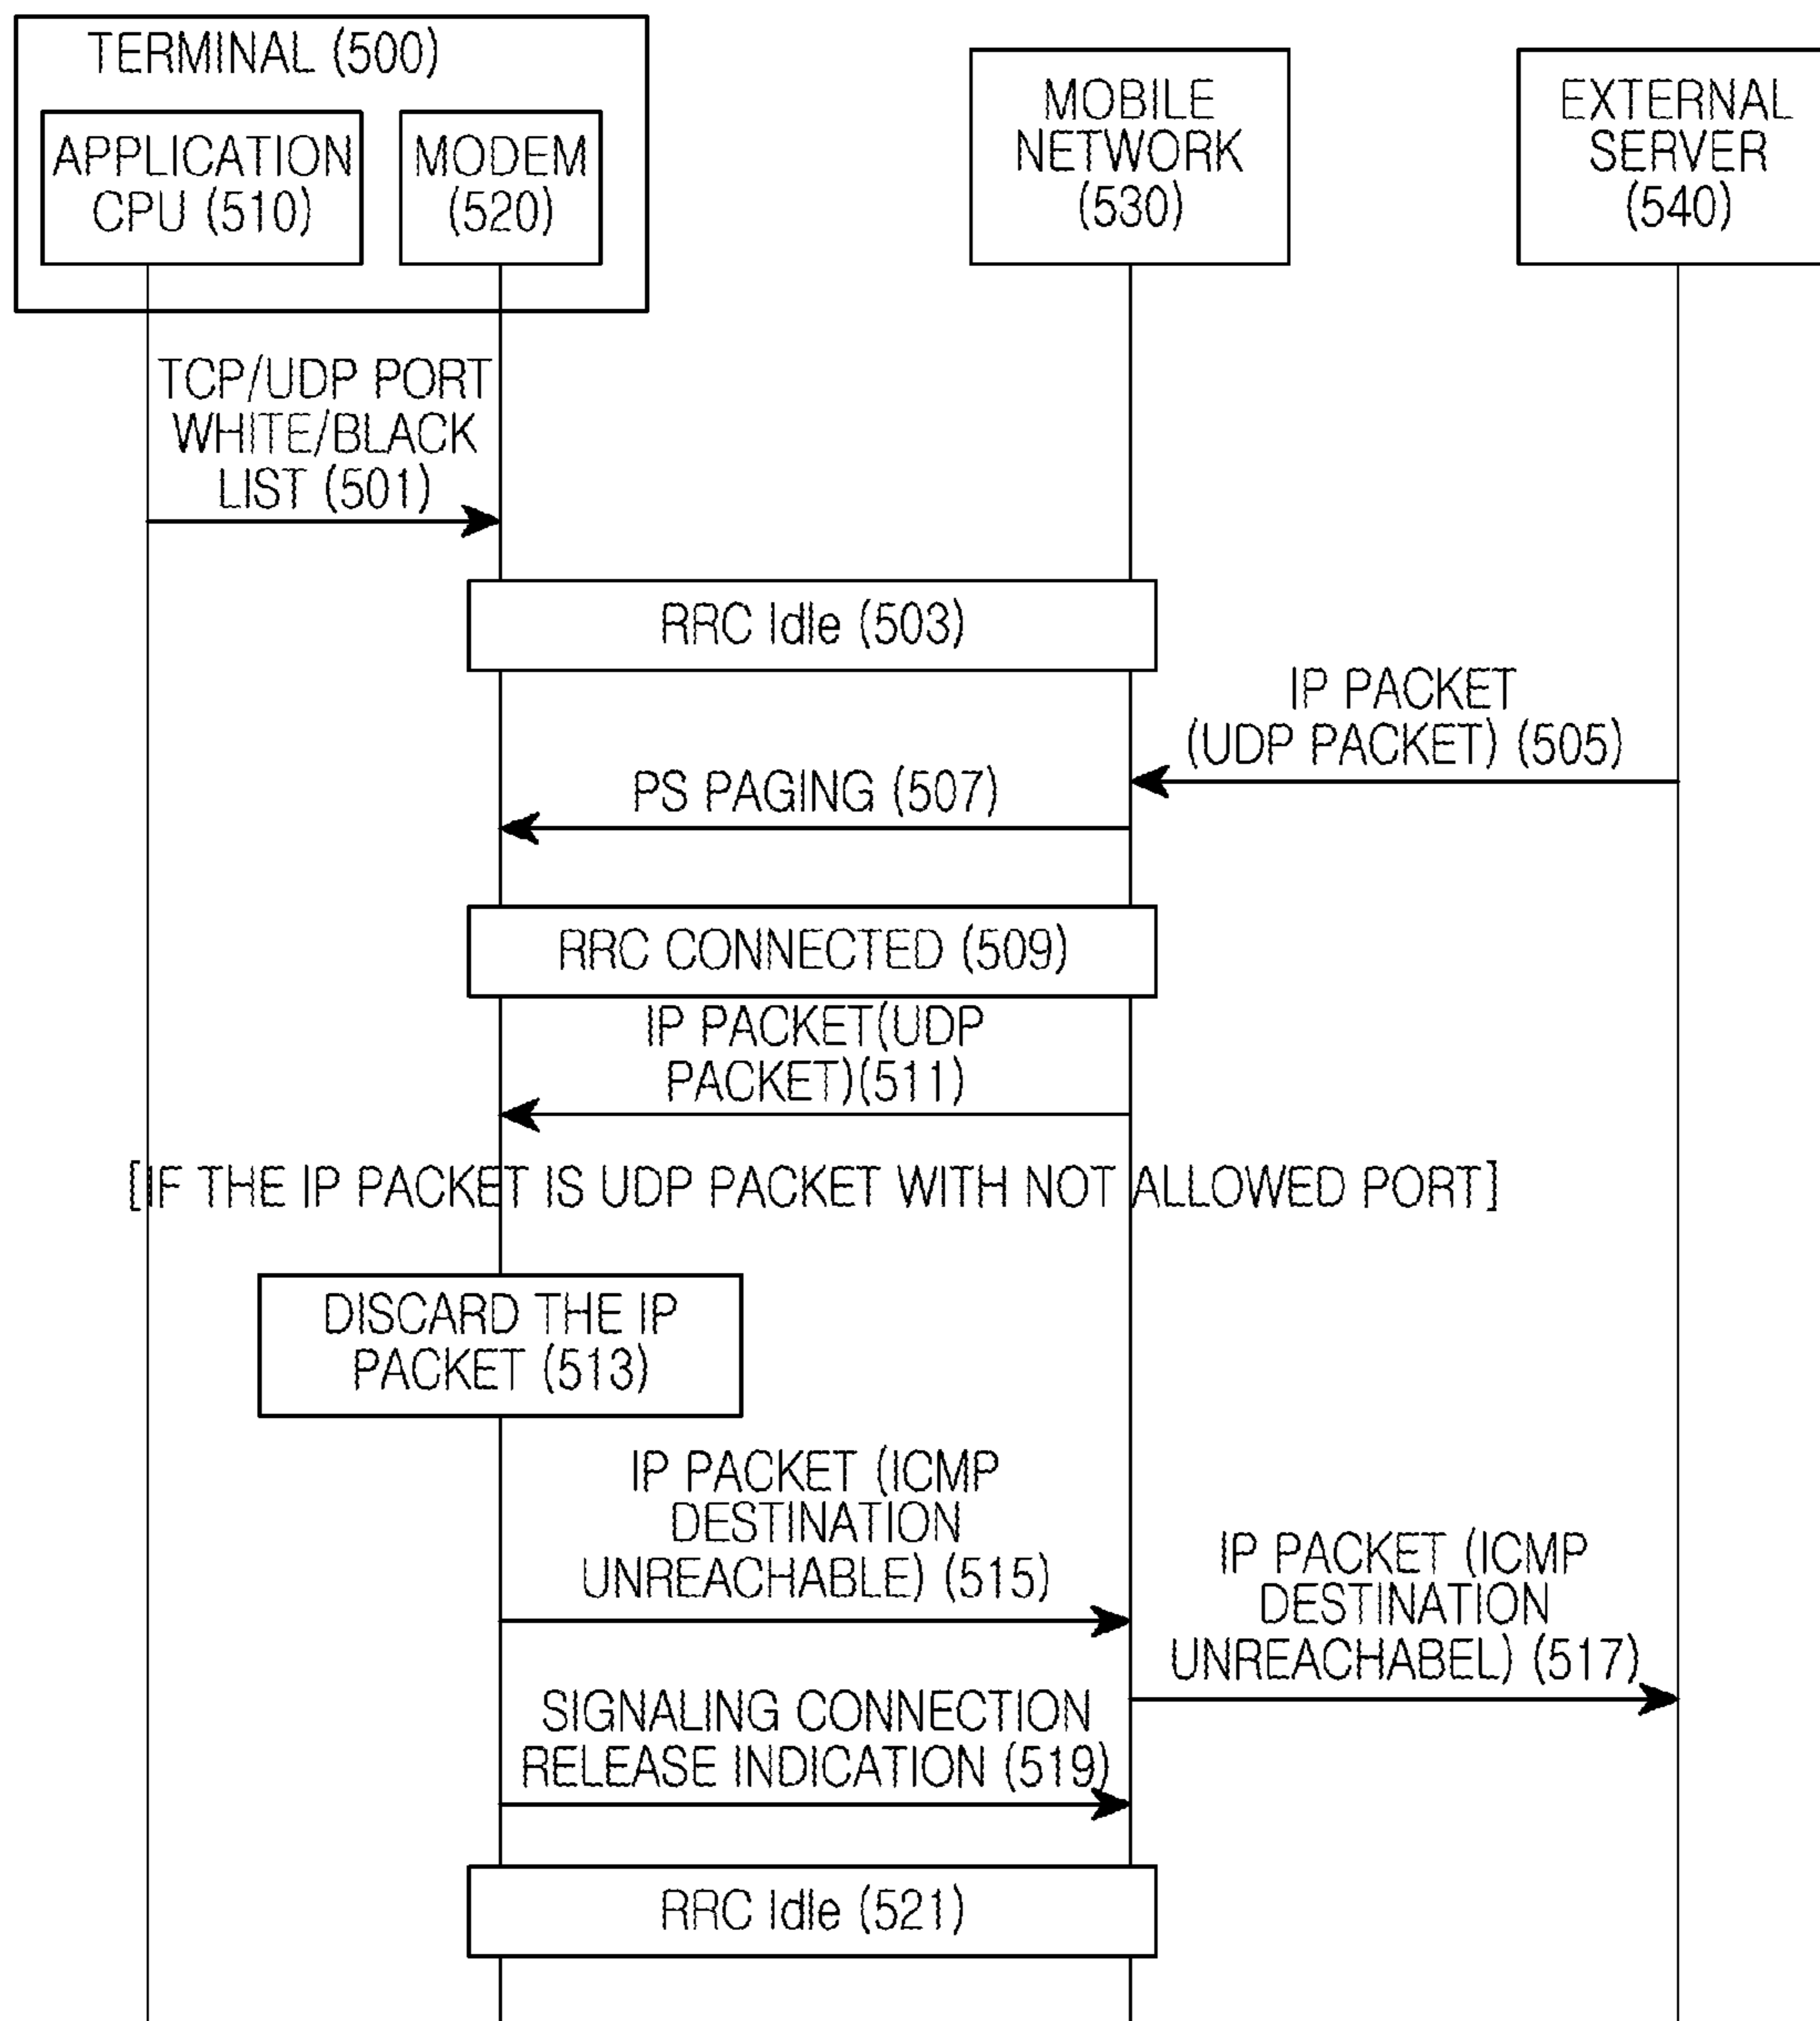 TERMINAL (500)
APPLICATION
CPU (510)
MODEM
(520)
MOBILE
NETWORK
(530)
EXTERNAL
SERVER
(540)
TCP/UDP PORT
WHITE/BLACK
LIST (501)
RRC Idle (503)
IP PACKET
(UDP PACKET) (505)
PS PAGING (507)
RRC CONNECTED (509)
IP PACKET(UDP
PACKET)(511)
[IF THE IP PACKET IS UDP PACKET WITH NOT ALLOWED PORT]
DISCARD THE IP
PACKET (513)
IP PACKET (ICMP
DESTINATION
UNREACHABLE) (515)
IP PACKET (ICMP
DESTINATION
UNREACHABEL) (517)
SIGNALING CONNECTION
RELEASE INDICATION (519)
RRC Idle (521)